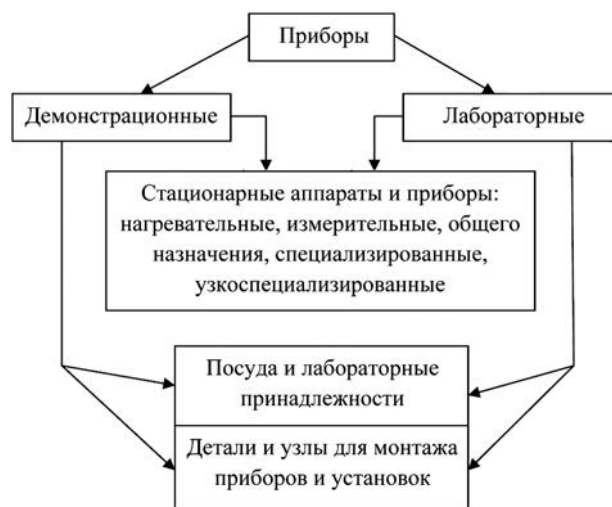 Приборы
Демонстрационные
Лабораторные
Стационарные аппараты и приборы:
нагревательные, измерительные, общего
назначения, специализированные,
узкоспециализированные
Посуда и лабораторные
принадлежности
Детали и узлы для монтажа
приборов и установок